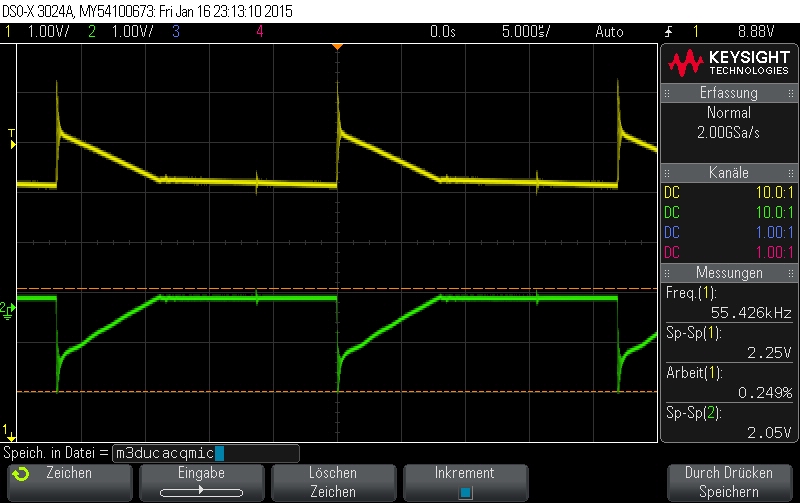 DSO-X 3024A, MY54100673: Fri Jan 16 23:13:10 2015
1 1.00V/ 2 1.00V/ 3 4 0.0s 5.000s/ Auto 1 8.88V
KEYSIGHT
TECHNOLOGIES
Erfassung
Normal
2.00GSa/s
Kanäle
DC 10.0:1
DC 10.0:1
DC 1.00:1
DC 1.00:1
Messungen
Freq.(1):
55.426kHz
Sp-Sp(1):
2.25V
Arbeit(1):
0.249%
Sp-Sp(2):
2.05V
T
2
1
Speich. in Datei = m3ducacqmic
Zeichen
Eingabe
Löschen
Zeichen
Inkrement
Durch Drücken
Speichern